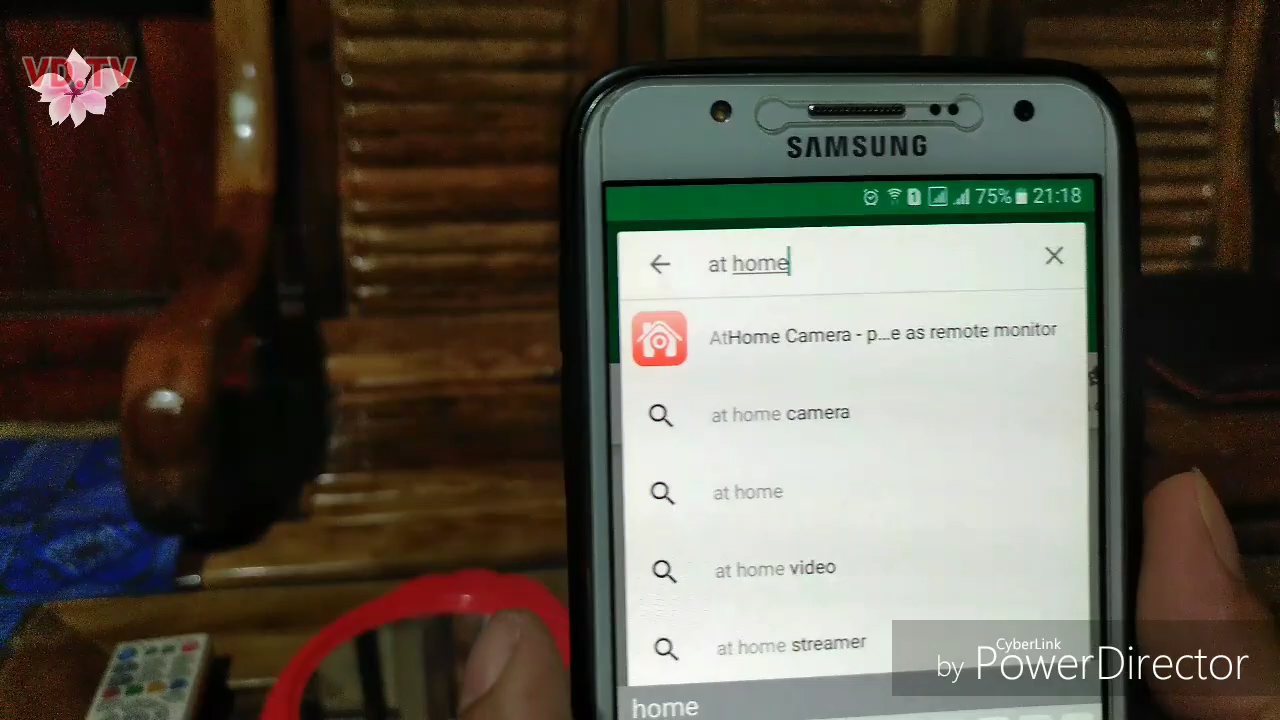 VD.TV
SAMSUNG
75% 21:18
at home
AtHome Camera - p...e as remote monitor
at home camera
at home
at home video
at home streamer
home
CyberLink
by PowerDirector